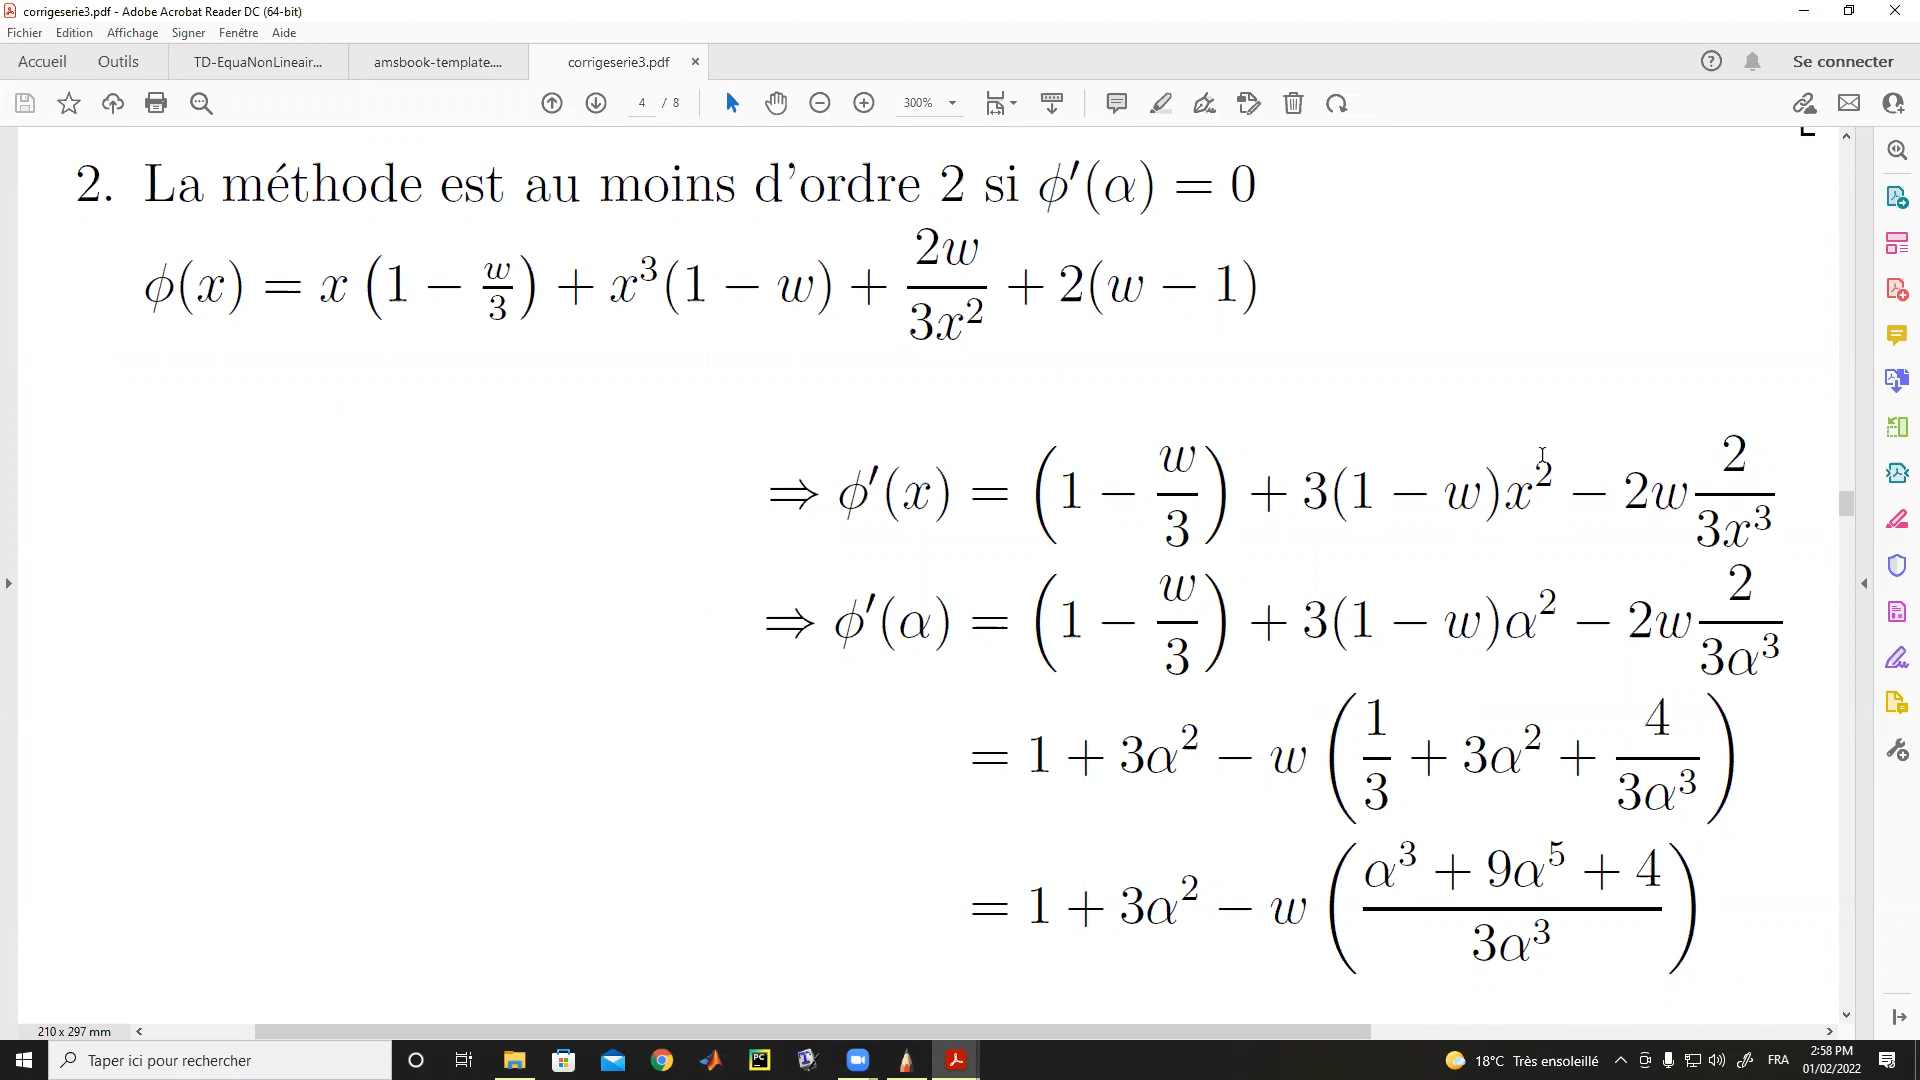 corrigeserie3.pdf - Adobe Acrobat Reader DC (64-bit)
Fichier Edition Affichage Signer Fenêtre Aide
Accueil Outils TD-EquaNonLineair... amsbook-template.... corrigeserie3.pdf × Se connecter
4 / 8 300%
2. La méthode est au moins d'ordre 2 si ϕ′(α) = 0
ϕ(x) = x (1 − w/3) + x³(1 − w) + 2w/3x² + 2(w − 1)
⇒ ϕ′(x) = (1 − w/3) + 3(1 − w)x² − 2w 2/3x³
⇒ ϕ′(α) = (1 − w/3) + 3(1 − w)α² − 2w 2/3α³
= 1 + 3α² − w (1/3 + 3α² + 4/3α³)
= 1 + 3α² − w (α³ + 9α⁵ + 4/3α³)
210 x 297 mm
Taper ici pour rechercher
PC
18°C Très ensoleillé
FRA
2:58 PM
01/02/2022